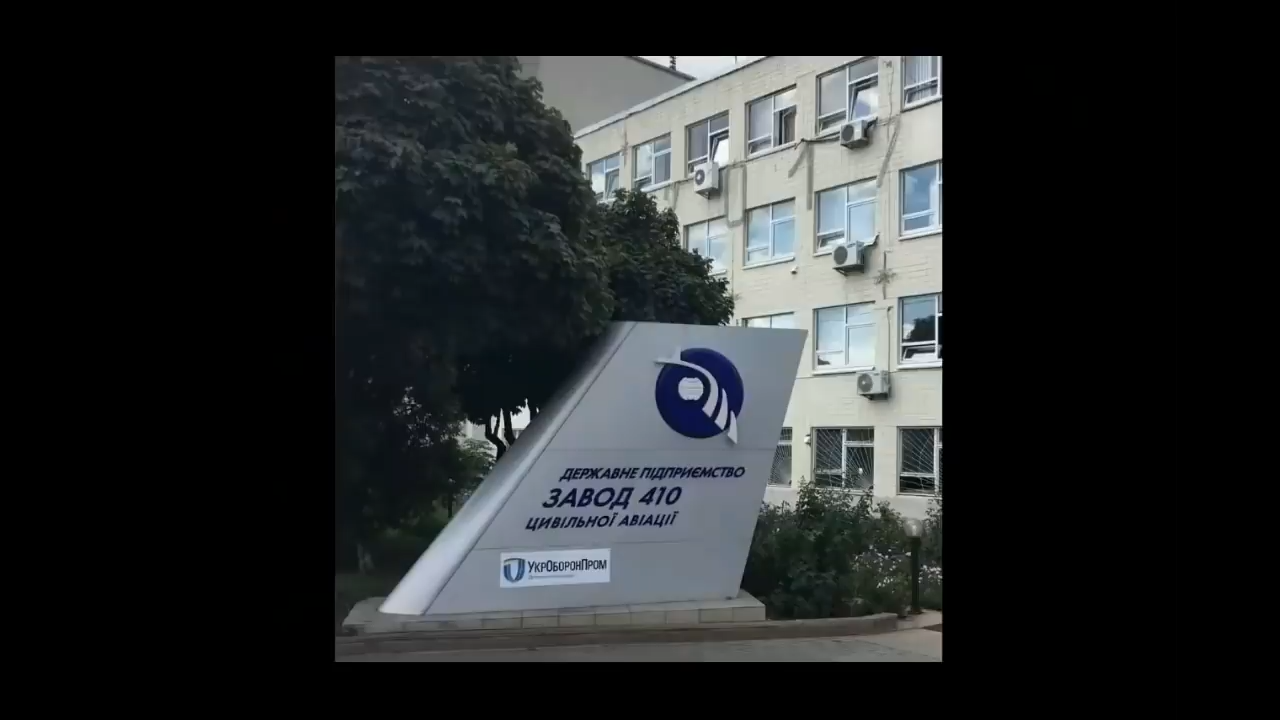 ДЕРЖАВНЕ ПІДПРИЄМСТВО
ЗАВОД 410
ЦИВІЛЬНОЇ АВІАЦІЇ
УКРОБОРОНПРОМ